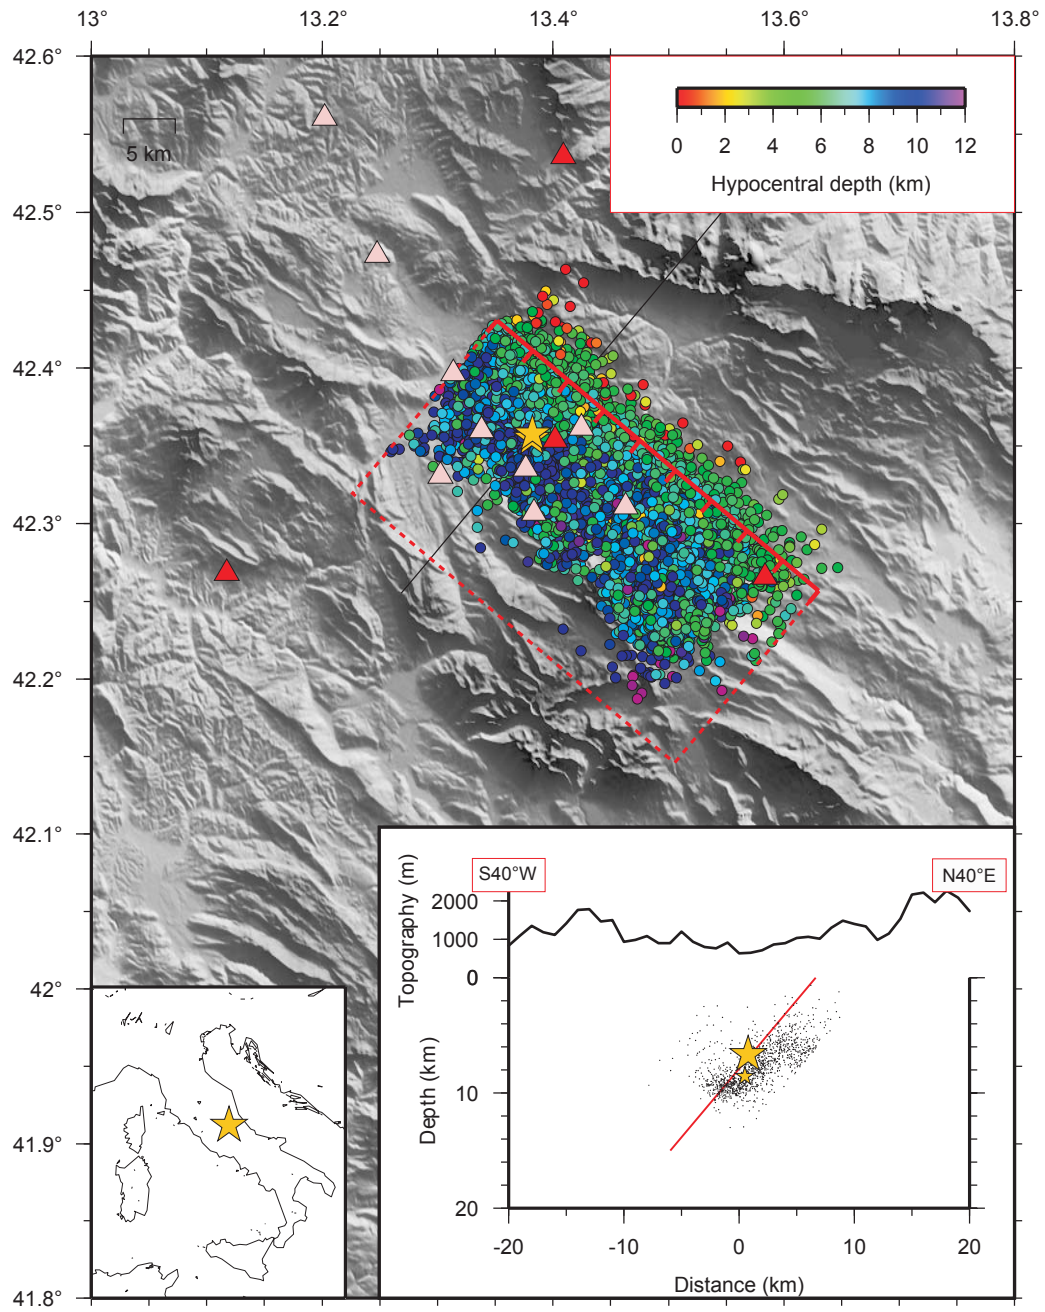 13° 13.2° 13.4° 13.6° 13.8°
42.6°
42.5°
42.4°
42.3°
42.2°
42.1°
42°
41.9°
41.8°
5 km
0 2 4 6 8 10 12
Hypocentral depth (km)
S40°W
N40°E
Topography (m)
2000
1000
0
Depth (km)
10
20
-20 -10 0 10 20
Distance (km)